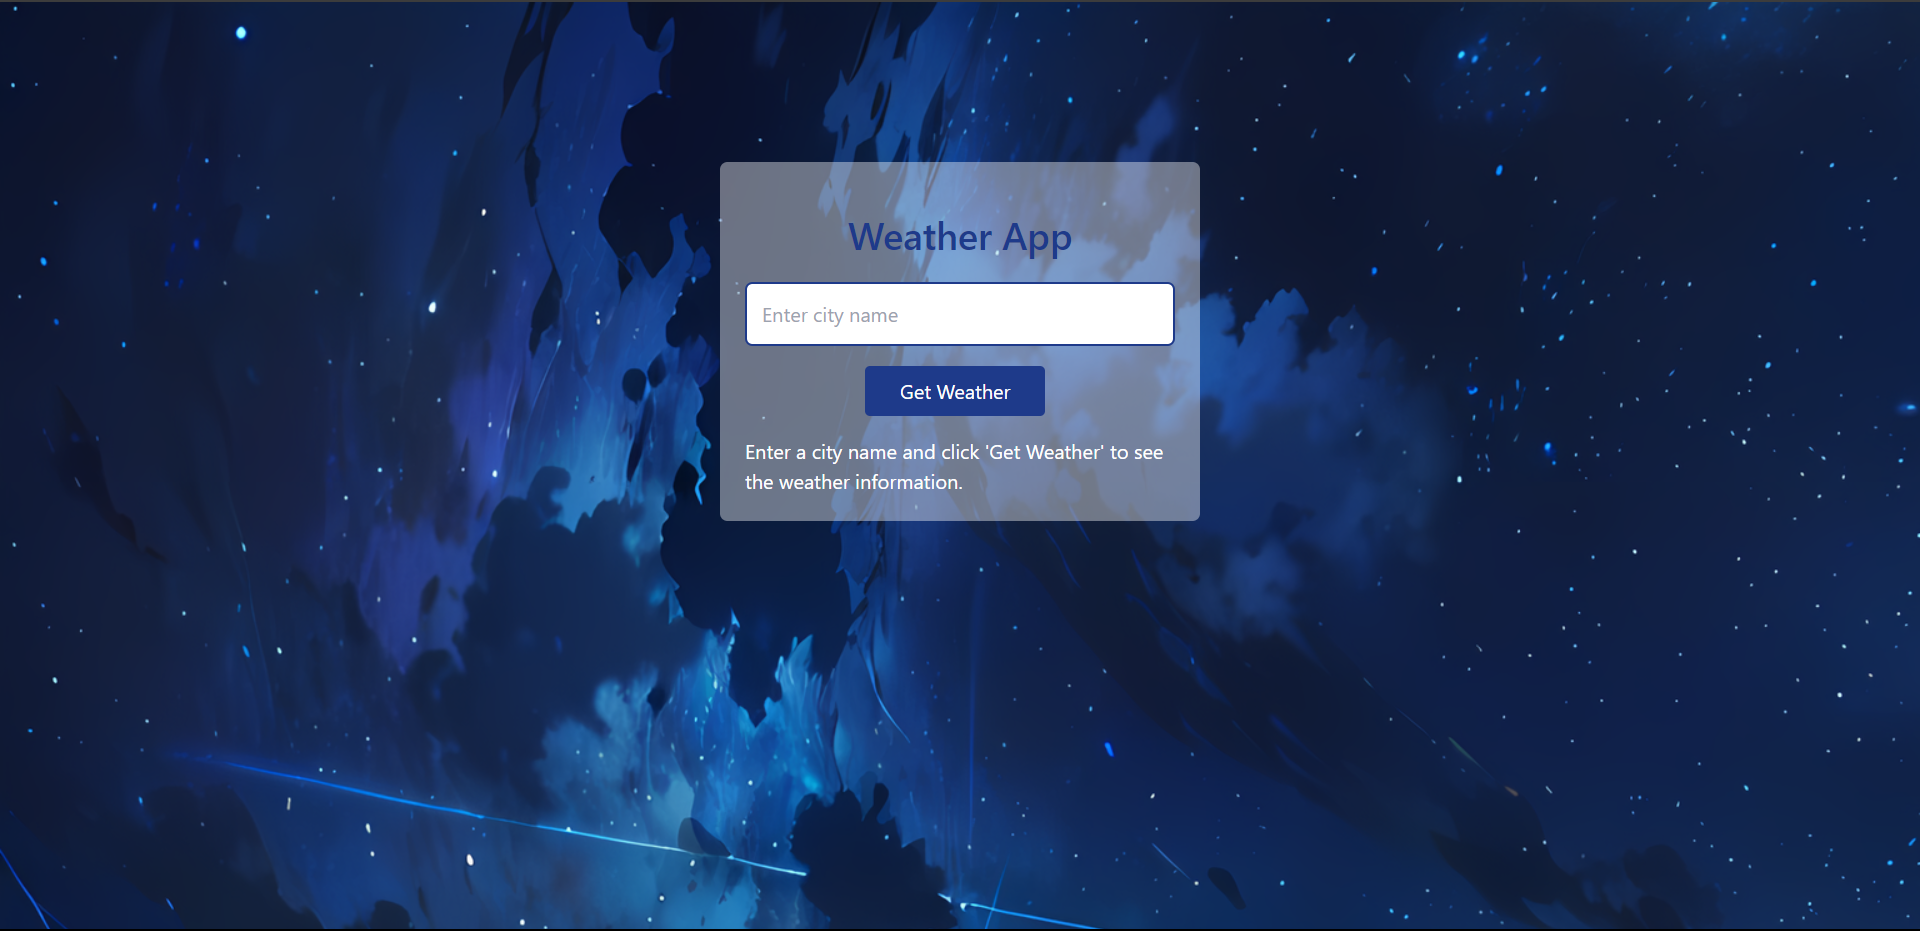 Weather App
Enter city name
Get Weather
Enter a city name and click 'Get Weather' to see
the weather information.